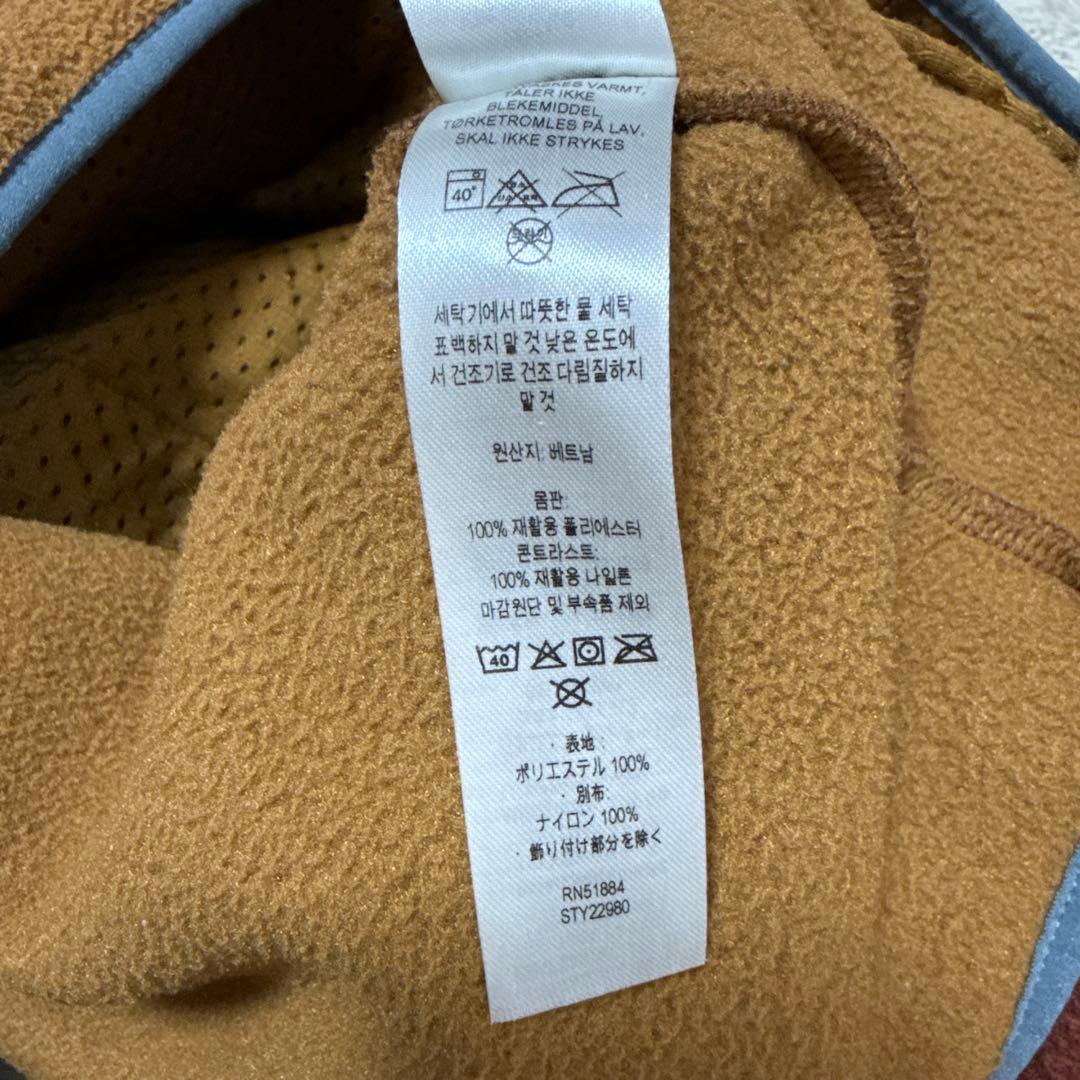 VASKES VARMT,
TÅLER IKKE
BLEKEMIDDEL,
TØRKETROMLES PÅ LAV,
SKAL IKKE STRYKES
40°
세탁기에서 따뜻한 물 세탁
표백하지 말 것 낮은 온도에
서 건조기로 건조 다림질하지
말 것
원산지: 베트남
몸판:
100% 재활용 폴리에스터
콘트라스트:
100% 재활용 나일론
마감원단 및 부속품 제외
40
・表地:
ポリエステル 100%
・別布
ナイロン 100%
・飾り付け部分を除く
RN51884
STY22980